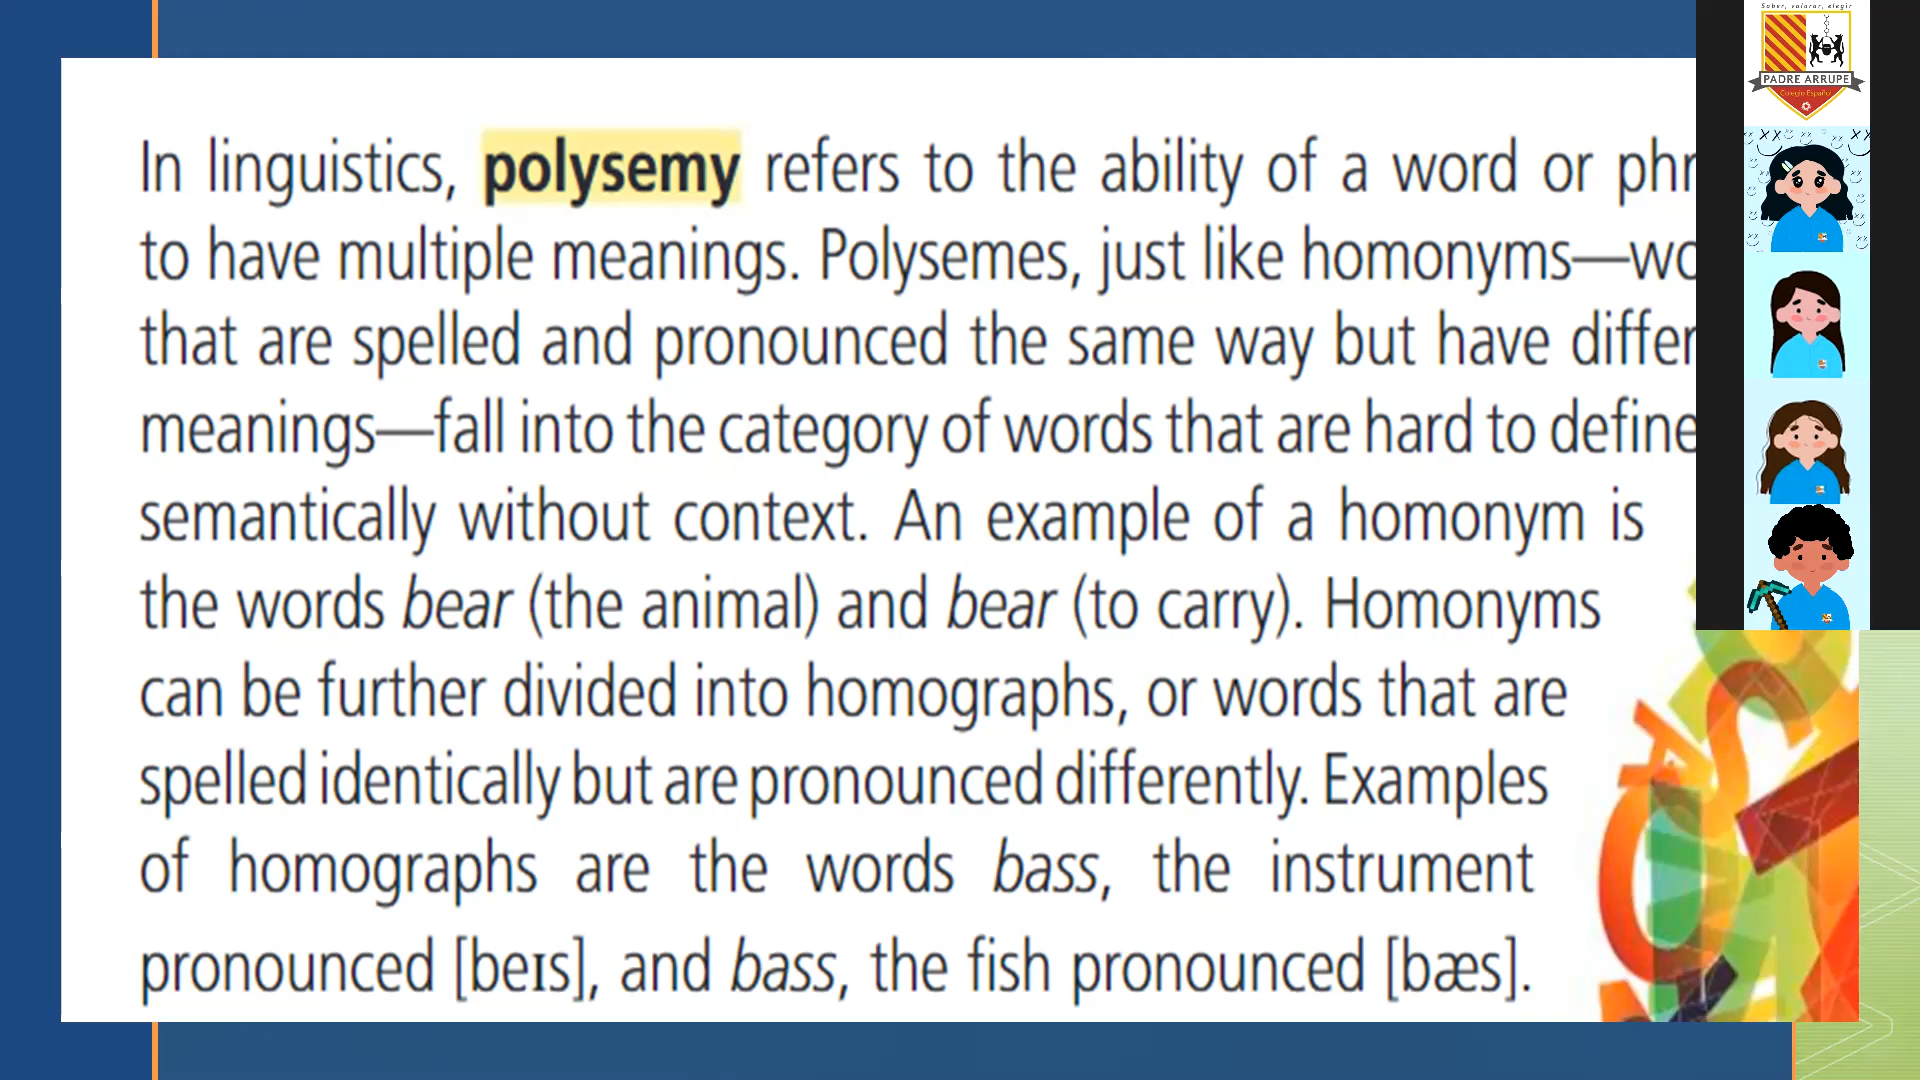 In linguistics, polysemy refers to the ability of a word or phr
to have multiple meanings. Polysemes, just like homonyms—wo
that are spelled and pronounced the same way but have differ
meanings—fall into the category of words that are hard to define
semantically without context. An example of a homonym is
the words bear (the animal) and bear (to carry). Homonyms
can be further divided into homographs, or words that are
spelled identically but are pronounced differently. Examples
of homographs are the words bass, the instrument
pronounced [beɪs], and bass, the fish pronounced [bæs].
Saber, valorar, elegir
PADRE ARRUPE
Colegio Español